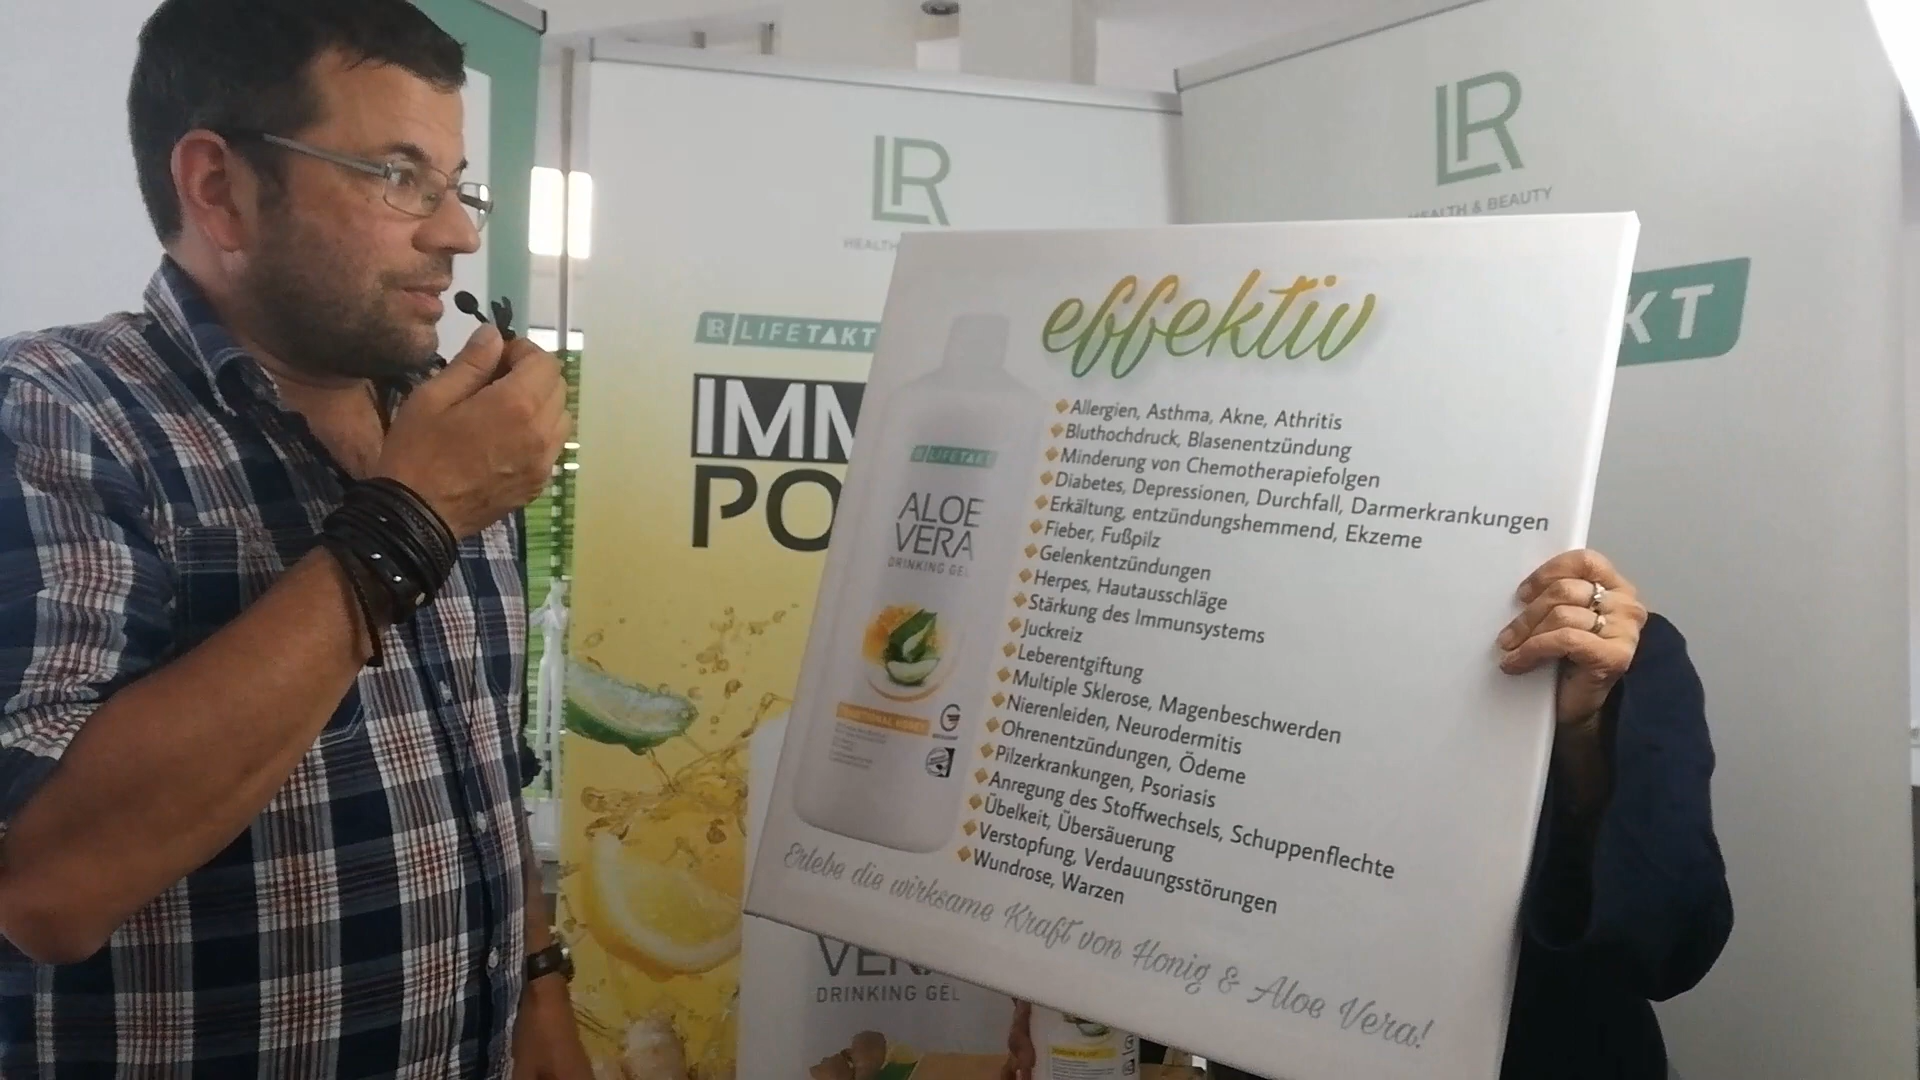 LR
HEALTH
LR
HEALTH & BEAUTY
LR LIFETAKT
KT
IMM
PO
effektiv
Allergien, Asthma, Akne, Athritis
Bluthochdruck, Blasenentzündung
Minderung von Chemotherapiefolgen
Diabetes, Depressionen, Durchfall, Darmerkrankungen
Erkältung, entzündungshemmend, Ekzeme
Fieber, Fußpilz
Gelenkentzündungen
Herpes, Hautausschläge
Stärkung des Immunsystems
Juckreiz
Leberentgiftung
Multiple Sklerose, Magenbeschwerden
Nierenleiden, Neurodermitis
Ohrenentzündungen, Ödeme
Pilzerkrankungen, Psoriasis
Anregung des Stoffwechsels, Schuppenflechte
Übelkeit, Übersäuerung
Verstopfung, Verdauungsstörungen
Wundrose, Warzen
Erlebe die wirksame Kraft von Honig & Aloe Vera!
LR LIFETAKT
ALOE
VERA
DRINKING GEL
TRADITIONAL HONEY
VERA
DRINKING GEL